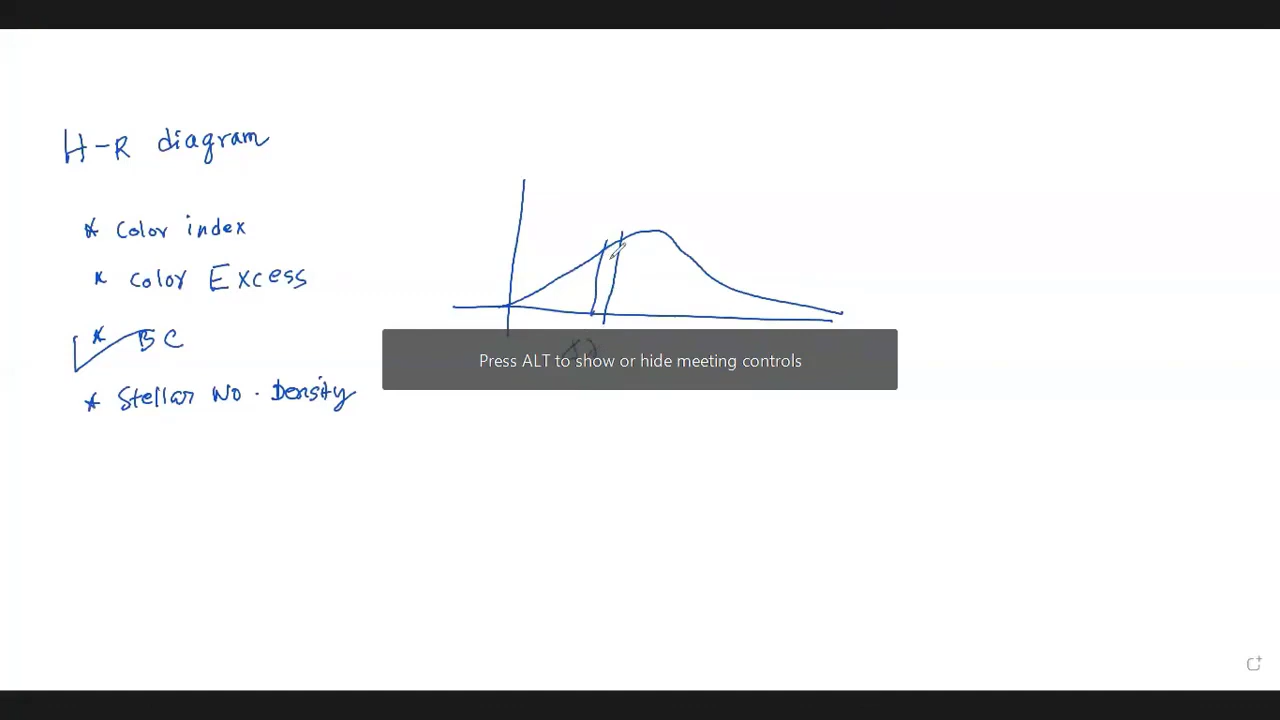 H-R diagram
* Color index
* Color Excess
* BC
* Stellar No. Density
Press ALT to show or hide meeting controls